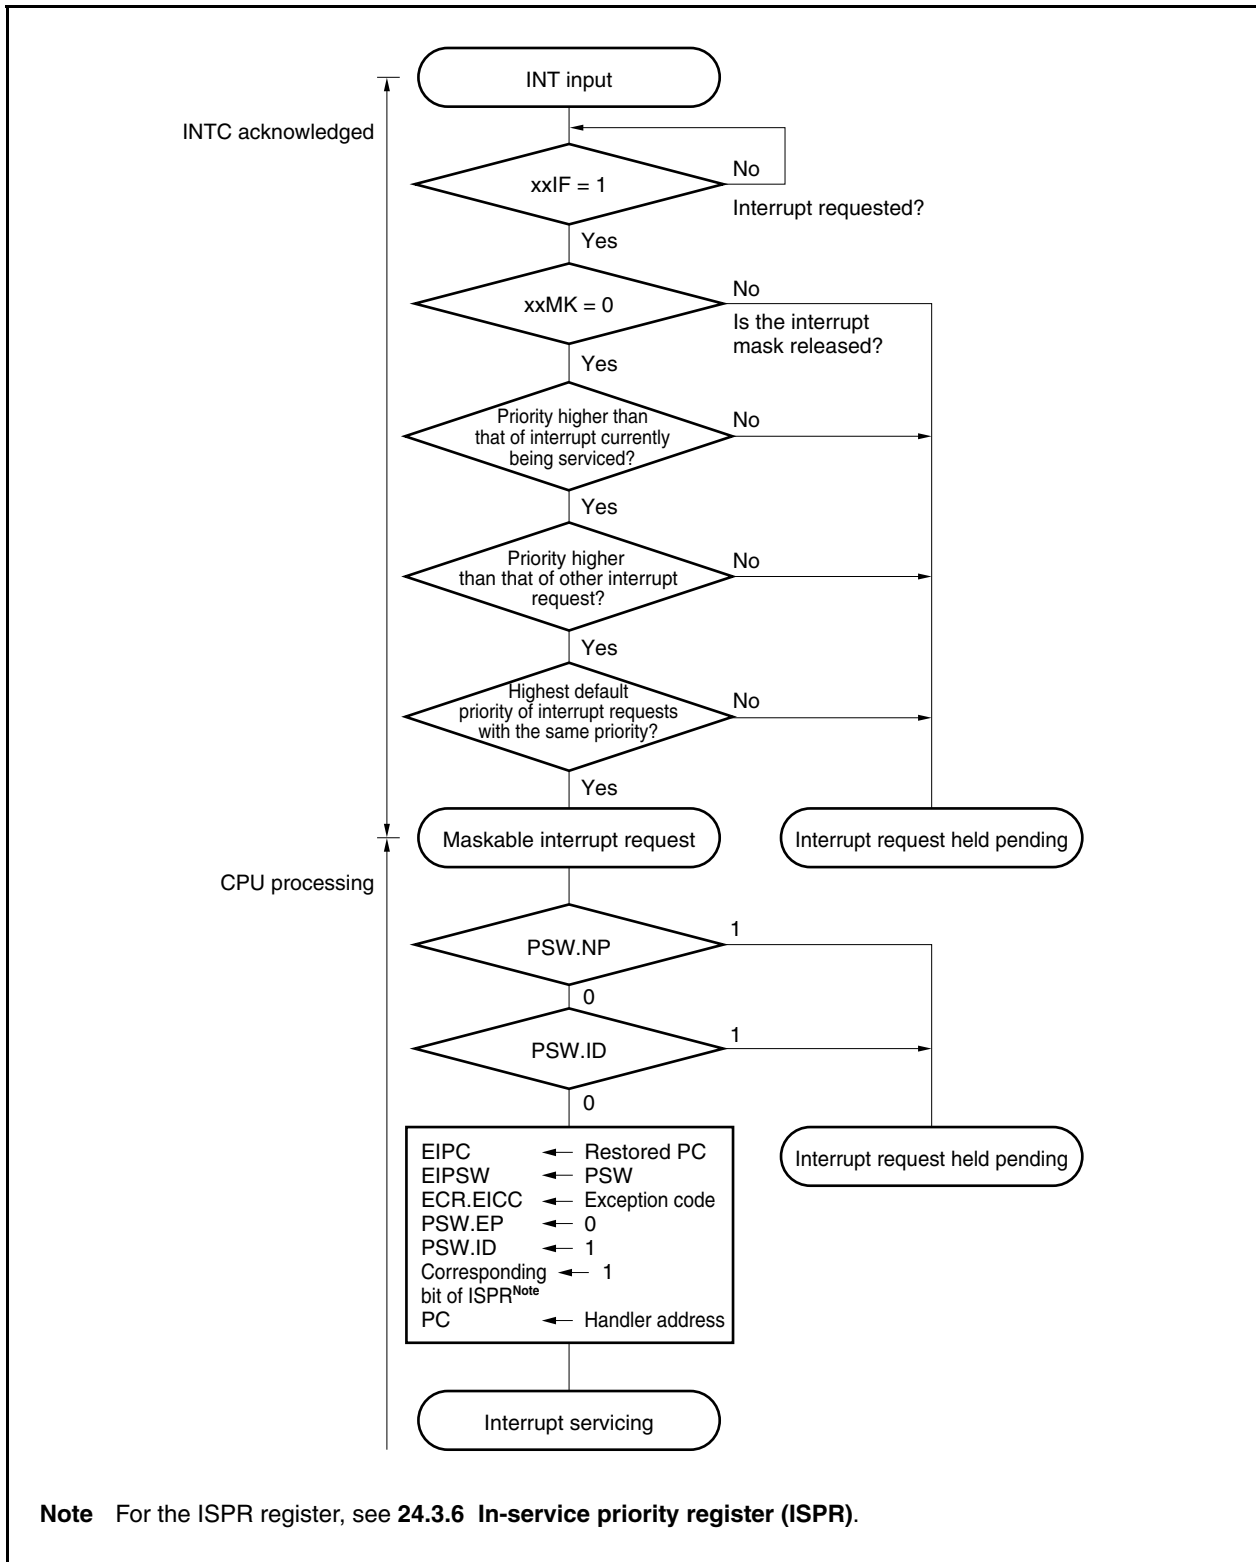 INT input
INTC acknowledged
xxIF = 1
No
Interrupt requested?
Yes
xxMK = 0
No
Is the interrupt
mask released?
Yes
Priority higher than
that of interrupt currently
being serviced?
No
Yes
Priority higher
than that of other interrupt
request?
No
Yes
Highest default
priority of interrupt requests
with the same priority?
No
Yes
Maskable interrupt request
Interrupt request held pending
CPU processing
PSW.NP
1
0
PSW.ID
1
0
Interrupt request held pending
EIPC ← Restored PC
EIPSW ← PSW
ECR.EICC ← Exception code
PSW.EP ← 0
PSW.ID ← 1
Corresponding ← 1
bit of ISPRNote
PC ← Handler address
Interrupt servicing
Note For the ISPR register, see 24.3.6 In-service priority register (ISPR).